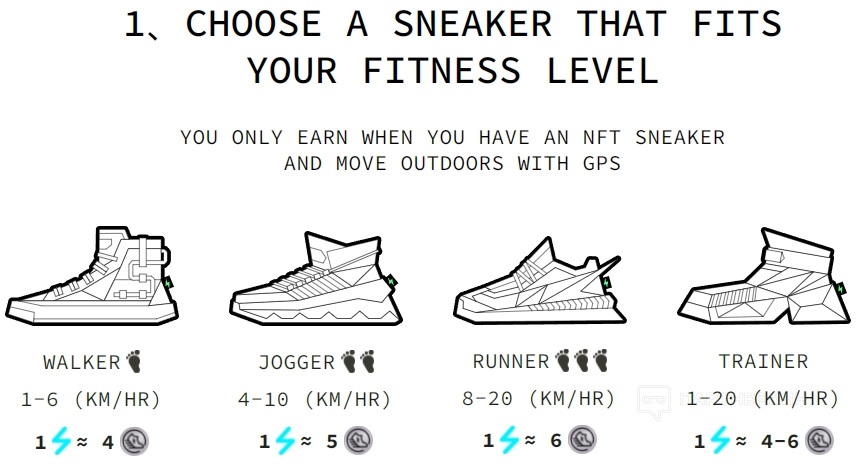 1、CHOOSE A SNEAKER THAT FITS
YOUR FITNESS LEVEL
YOU ONLY EARN WHEN YOU HAVE AN NFT SNEAKER
AND MOVE OUTDOORS WITH GPS
WALKER JOGGER RUNNER TRAINER
1-6 (KM/HR) 4-10 (KM/HR) 8-20 (KM/HR) 1-20 (KM/HR)
1 ≈ 4 1 ≈ 5 1 ≈ 6 1 ≈ 4-6